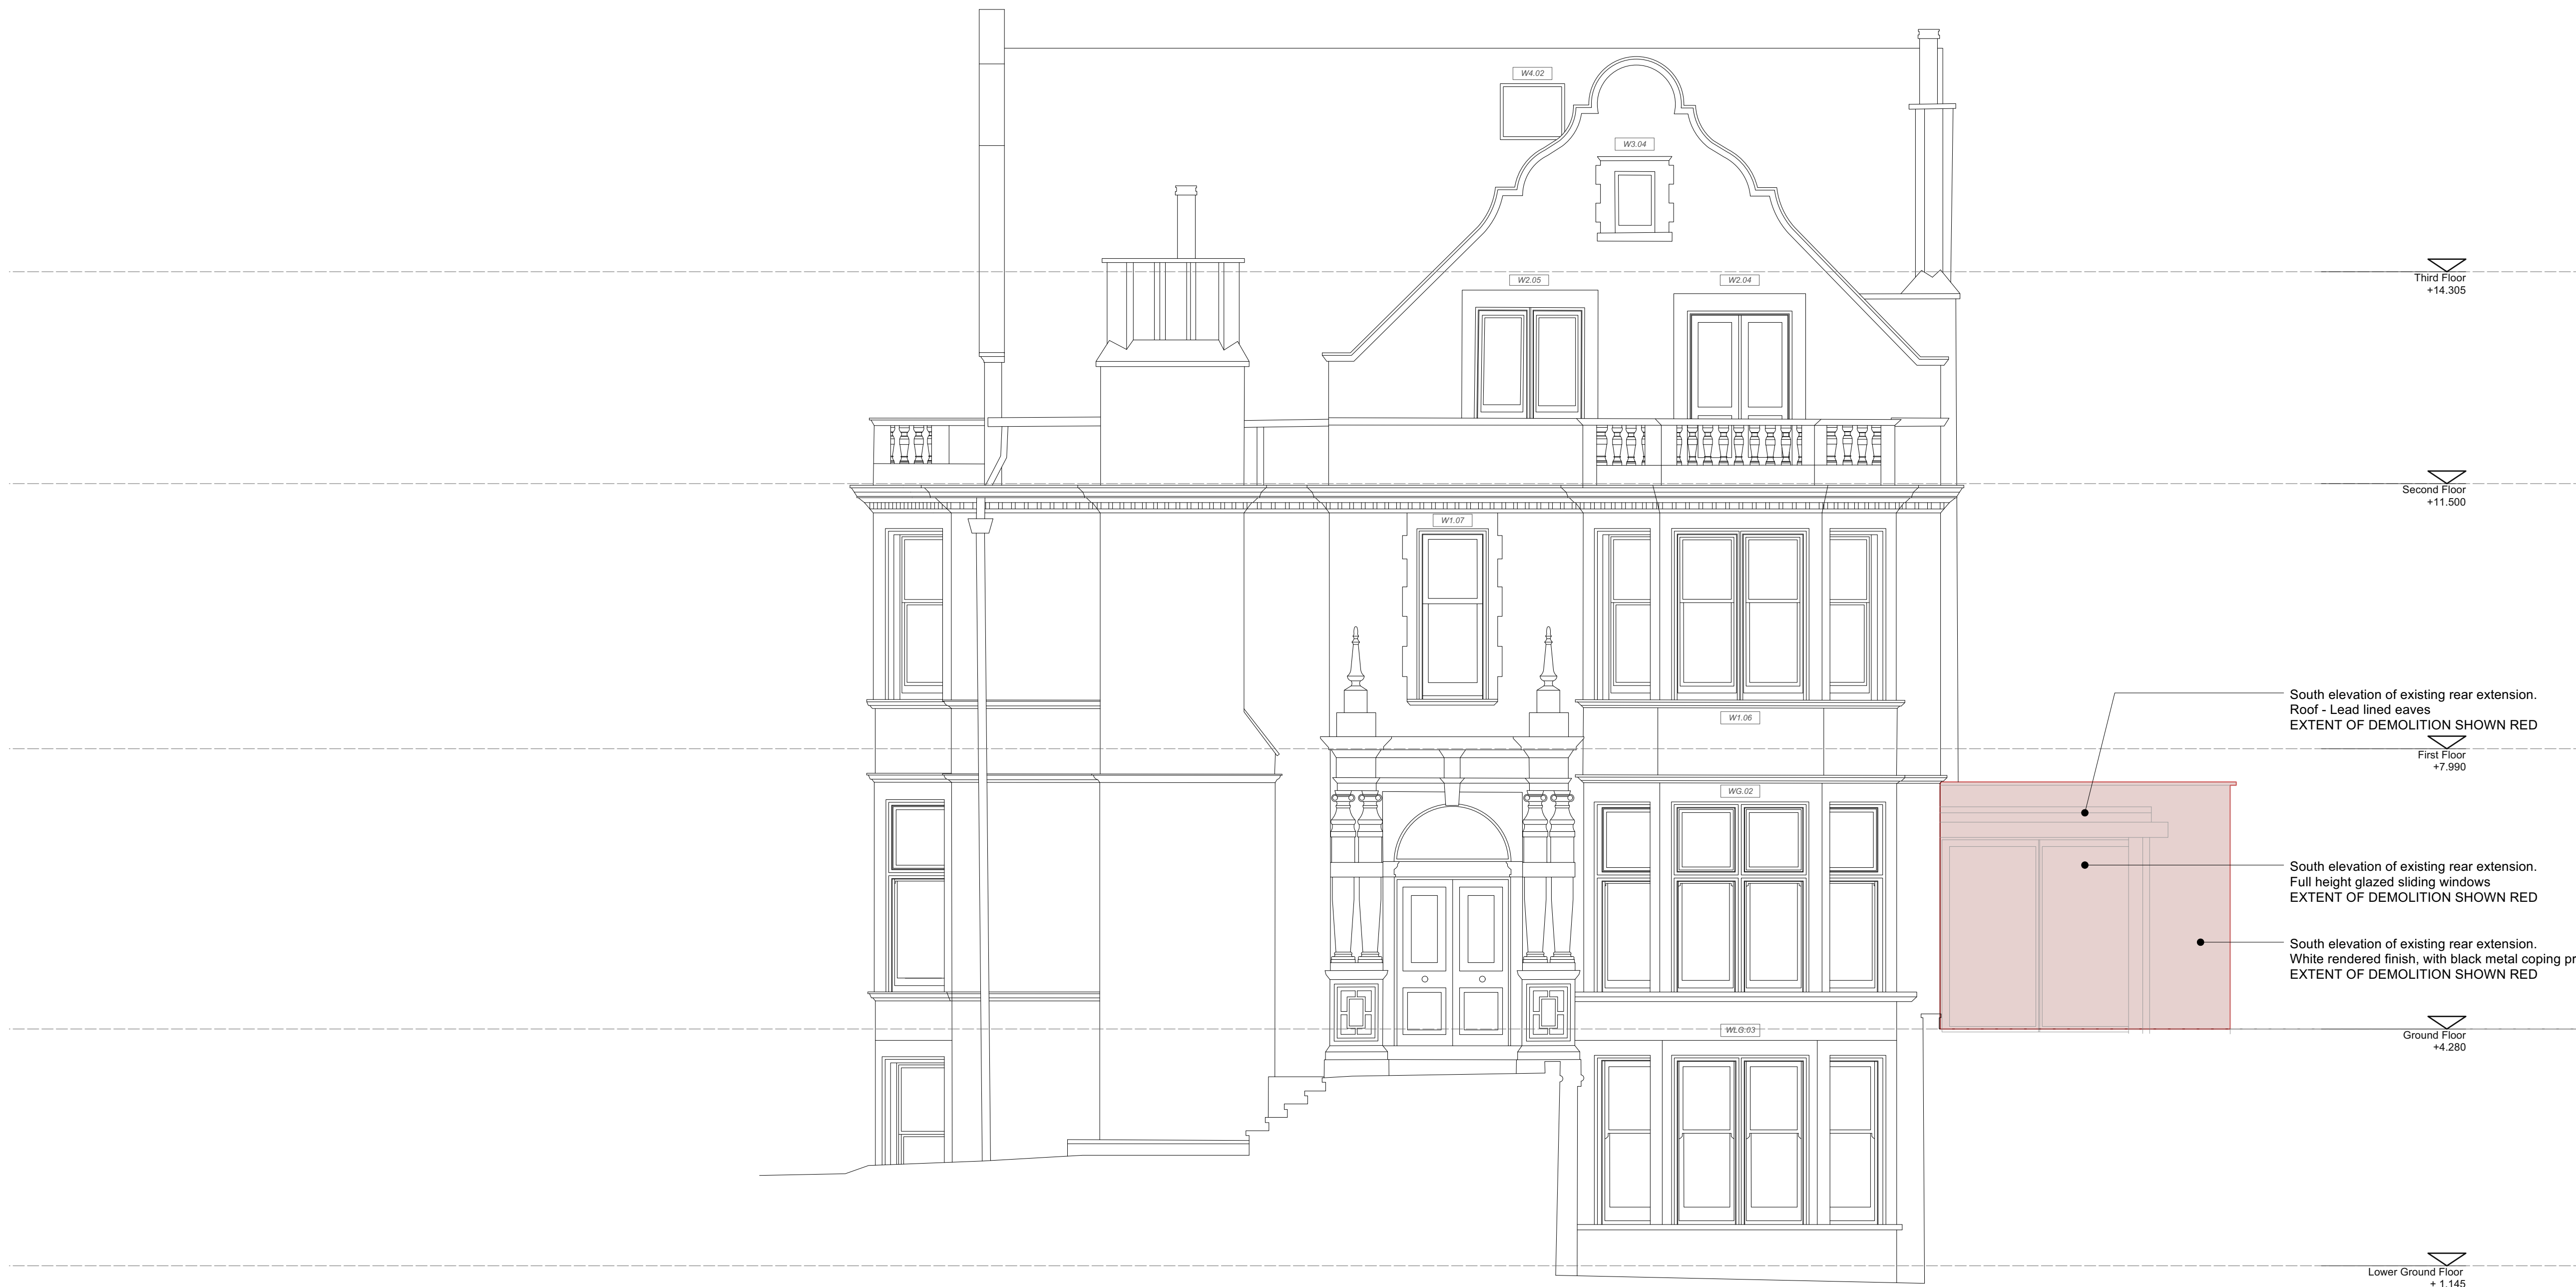 W4.02
W3.04
W2.05
W2.04
Third Floor
+14.305
Second Floor
+11.500
W1.07
South elevation of existing rear extension.
Roof - Lead lined eaves
EXTENT OF DEMOLITION SHOWN RED
W1.06
First Floor
+7.990
WG.02
South elevation of existing rear extension.
Full height glazed sliding windows
EXTENT OF DEMOLITION SHOWN RED
South elevation of existing rear extension.
White rendered finish, with black metal coping
EXTENT OF DEMOLITION SHOWN RED
WLG.03
Ground Floor
+4.280
Lower Ground Floor
+ 1.145